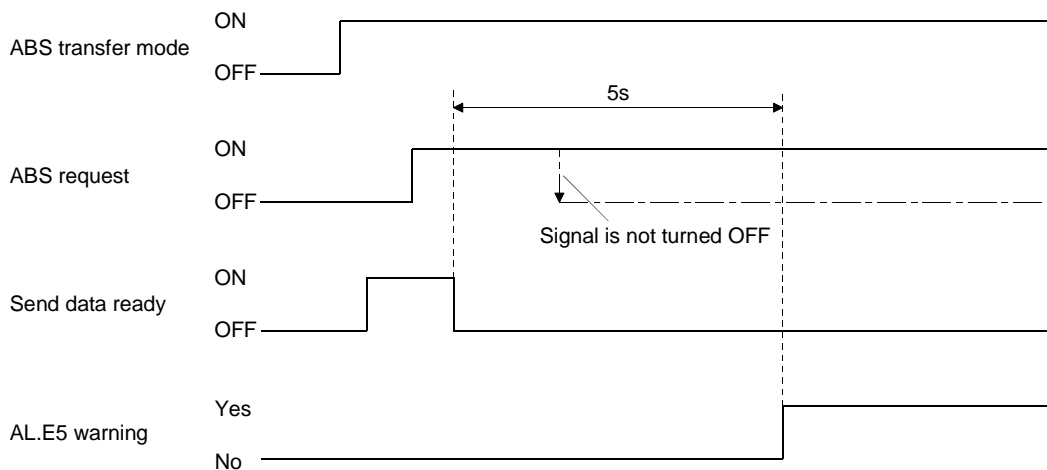 ON
ABS transfer mode
OFF
5s
ON
ABS request
OFF
Signal is not turned OFF
ON
Send data ready
OFF
Yes
AL.E5 warning
No